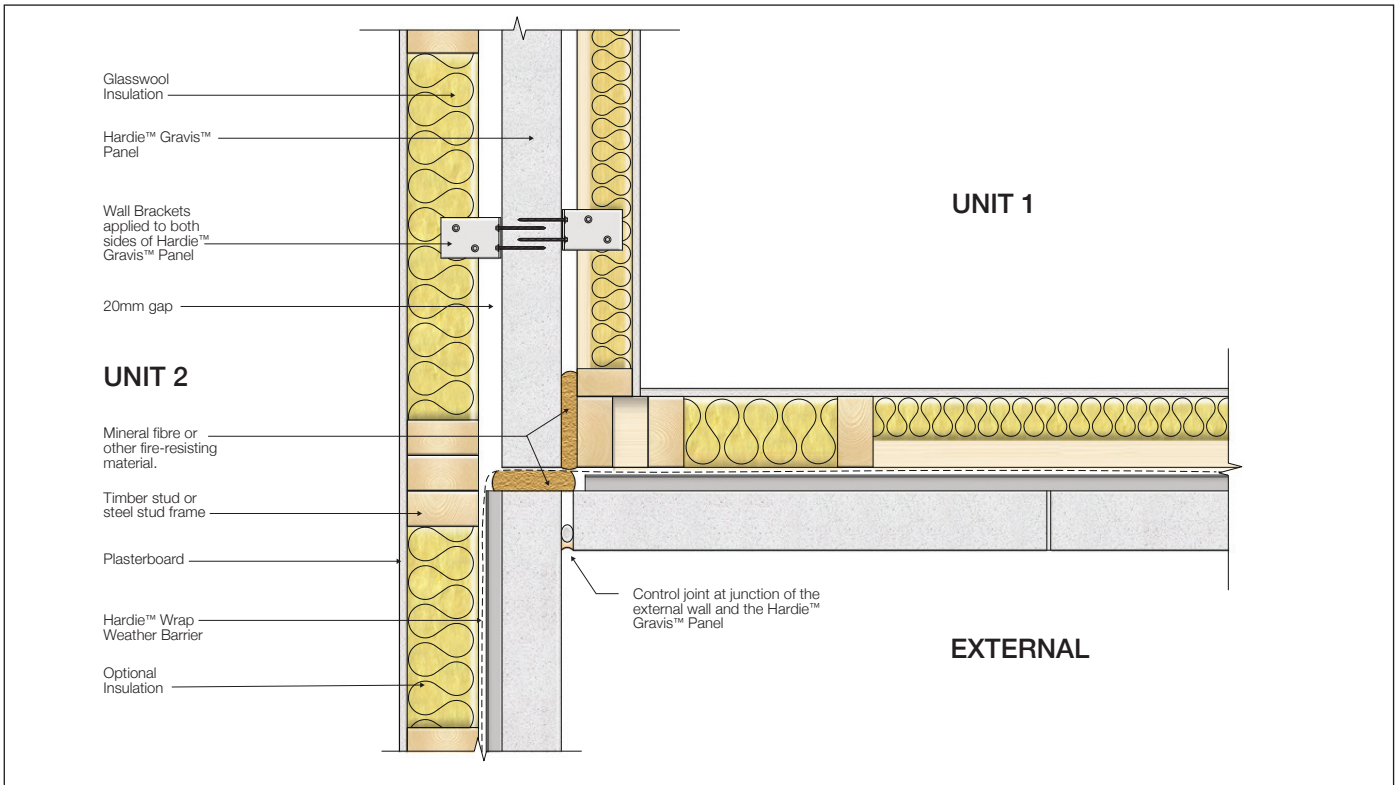 Glasswool
Insulation
Hardie™ Gravis™
Panel
Wall Brackets
applied to both
sides of Hardie™
Gravis™ Panel
20mm gap
UNIT 2
Mineral fibre or
other fire-resisting
material.
Timber stud or
steel stud frame
Plasterboard
Hardie™ Wrap
Weather Barrier
Optional
Insulation
UNIT 1
Control joint at junction of the
external wall and the Hardie™
Gravis™ Panel
EXTERNAL